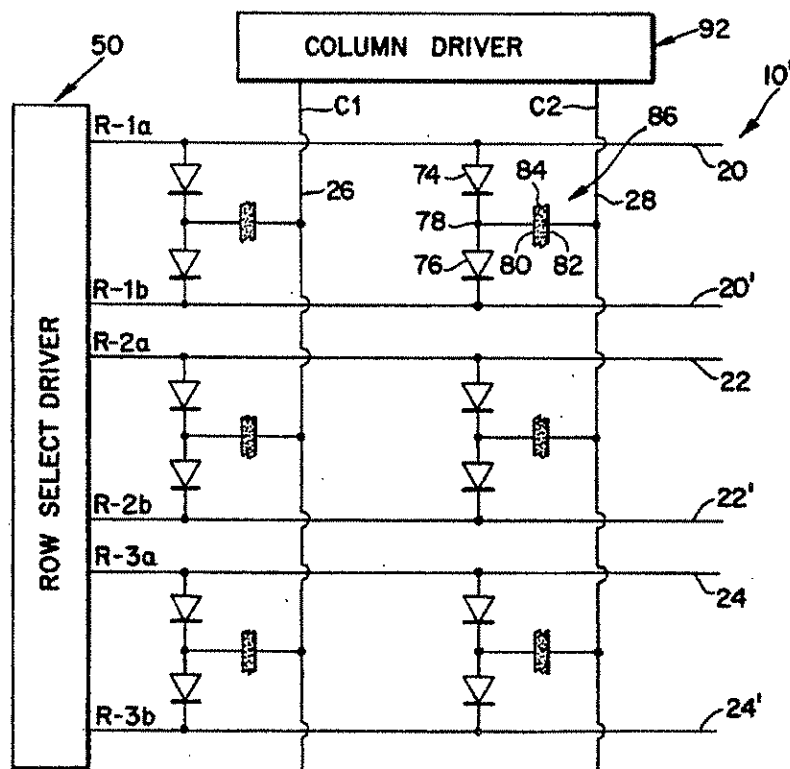 COLUMN DRIVER
92
50
10'
C1
C2
86
R-1a
20
74
84
26
28
78
76
80
82
R-1b
20'
R-2a
22
ROW SELECT DRIVER
R-2b
22'
R-3a
24
R-3b
24'